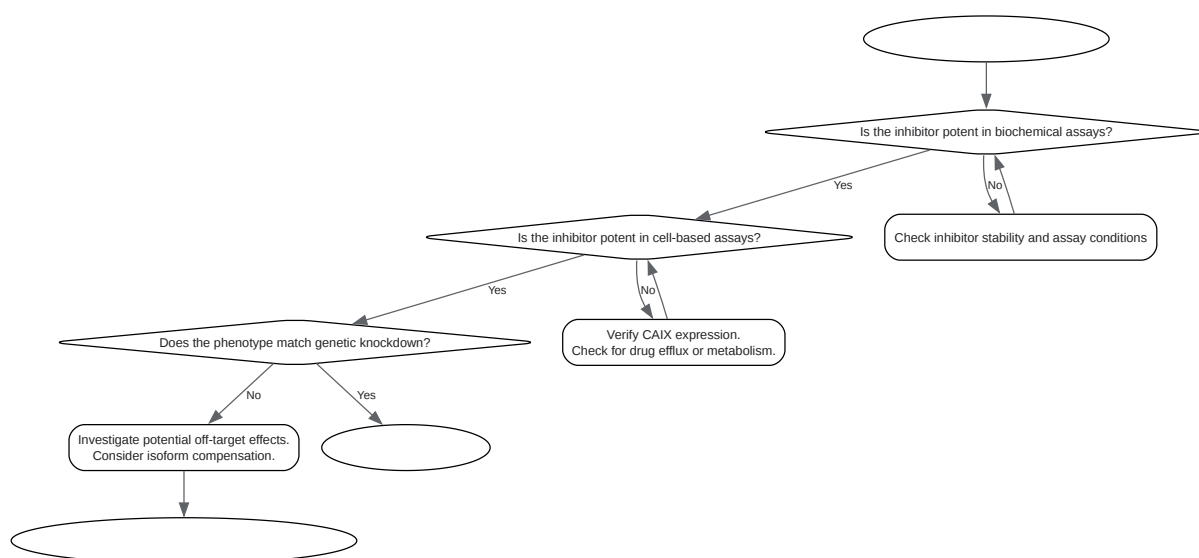 Is the inhibitor potent in biochemical assays?
Yes
No
Is the inhibitor potent in cell-based assays?
Check inhibitor stability and assay conditions
Yes
No
Does the phenotype match genetic knockdown?
Verify CAIX expression.
Check for drug efflux or metabolism.
No
Yes
Investigate potential off-target effects.
Consider isoform compensation.